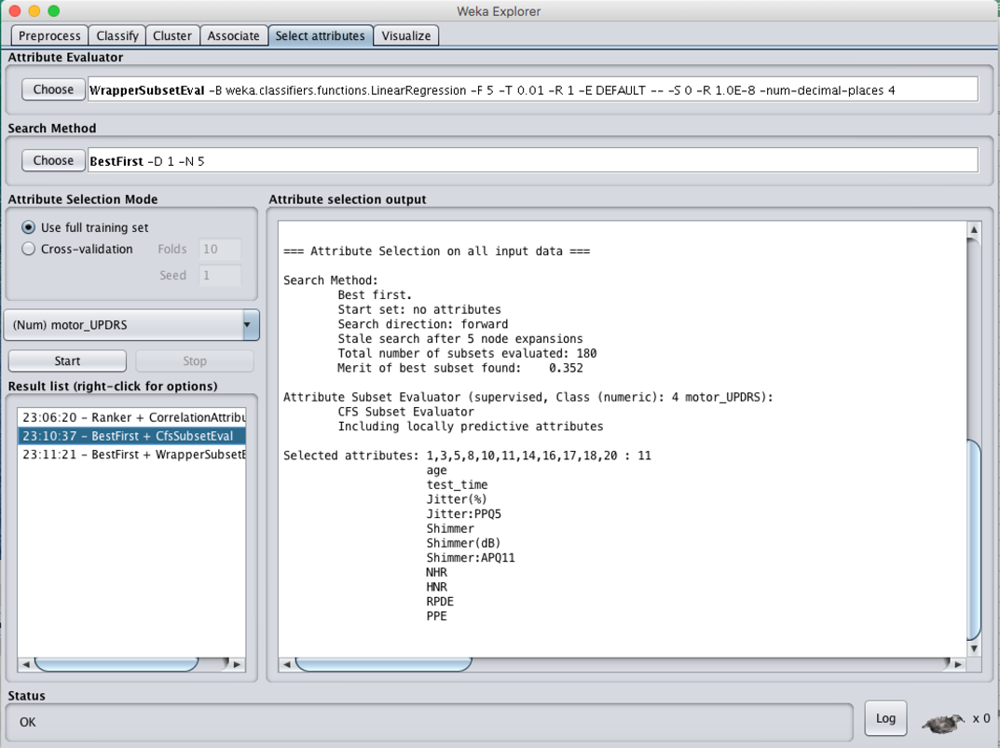 Weka Explorer
Preprocess Classify Cluster Associate Select attributes Visualize
Attribute Evaluator
Choose WrapperSubsetEval -B weka.classifiers.functions.LinearRegression -F 5 -T 0.01 -R 1 -E DEFAULT -- -S 0 -R 1.0E-8 -num-decimal-places 4
Search Method
Choose BestFirst -D 1 -N 5
Attribute Selection Mode
Use full training set
Cross-validation Folds 10
Seed 1
(Num) motor_UPDRS
Start Stop
Result list (right-click for options)
23:06:20 - Ranker + CorrelationAttribu
23:10:37 - BestFirst + CfsSubsetEval
23:11:21 - BestFirst + WrapperSubsetE
Attribute selection output
=== Attribute Selection on all input data ===
Search Method:
Best first.
Start set: no attributes
Search direction: forward
Stale search after 5 node expansions
Total number of subsets evaluated: 180
Merit of best subset found: 0.352
Attribute Subset Evaluator (supervised, Class (numeric): 4 motor_UPDRS):
CFS Subset Evaluator
Including locally predictive attributes
Selected attributes: 1,3,5,8,10,11,14,16,17,18,20 : 11
age
test_time
Jitter(%)
Jitter:PPQ5
Shimmer
Shimmer(dB)
Shimmer:APQ11
NHR
HNR
RPDE
PPE
Status
OK
Log x 0